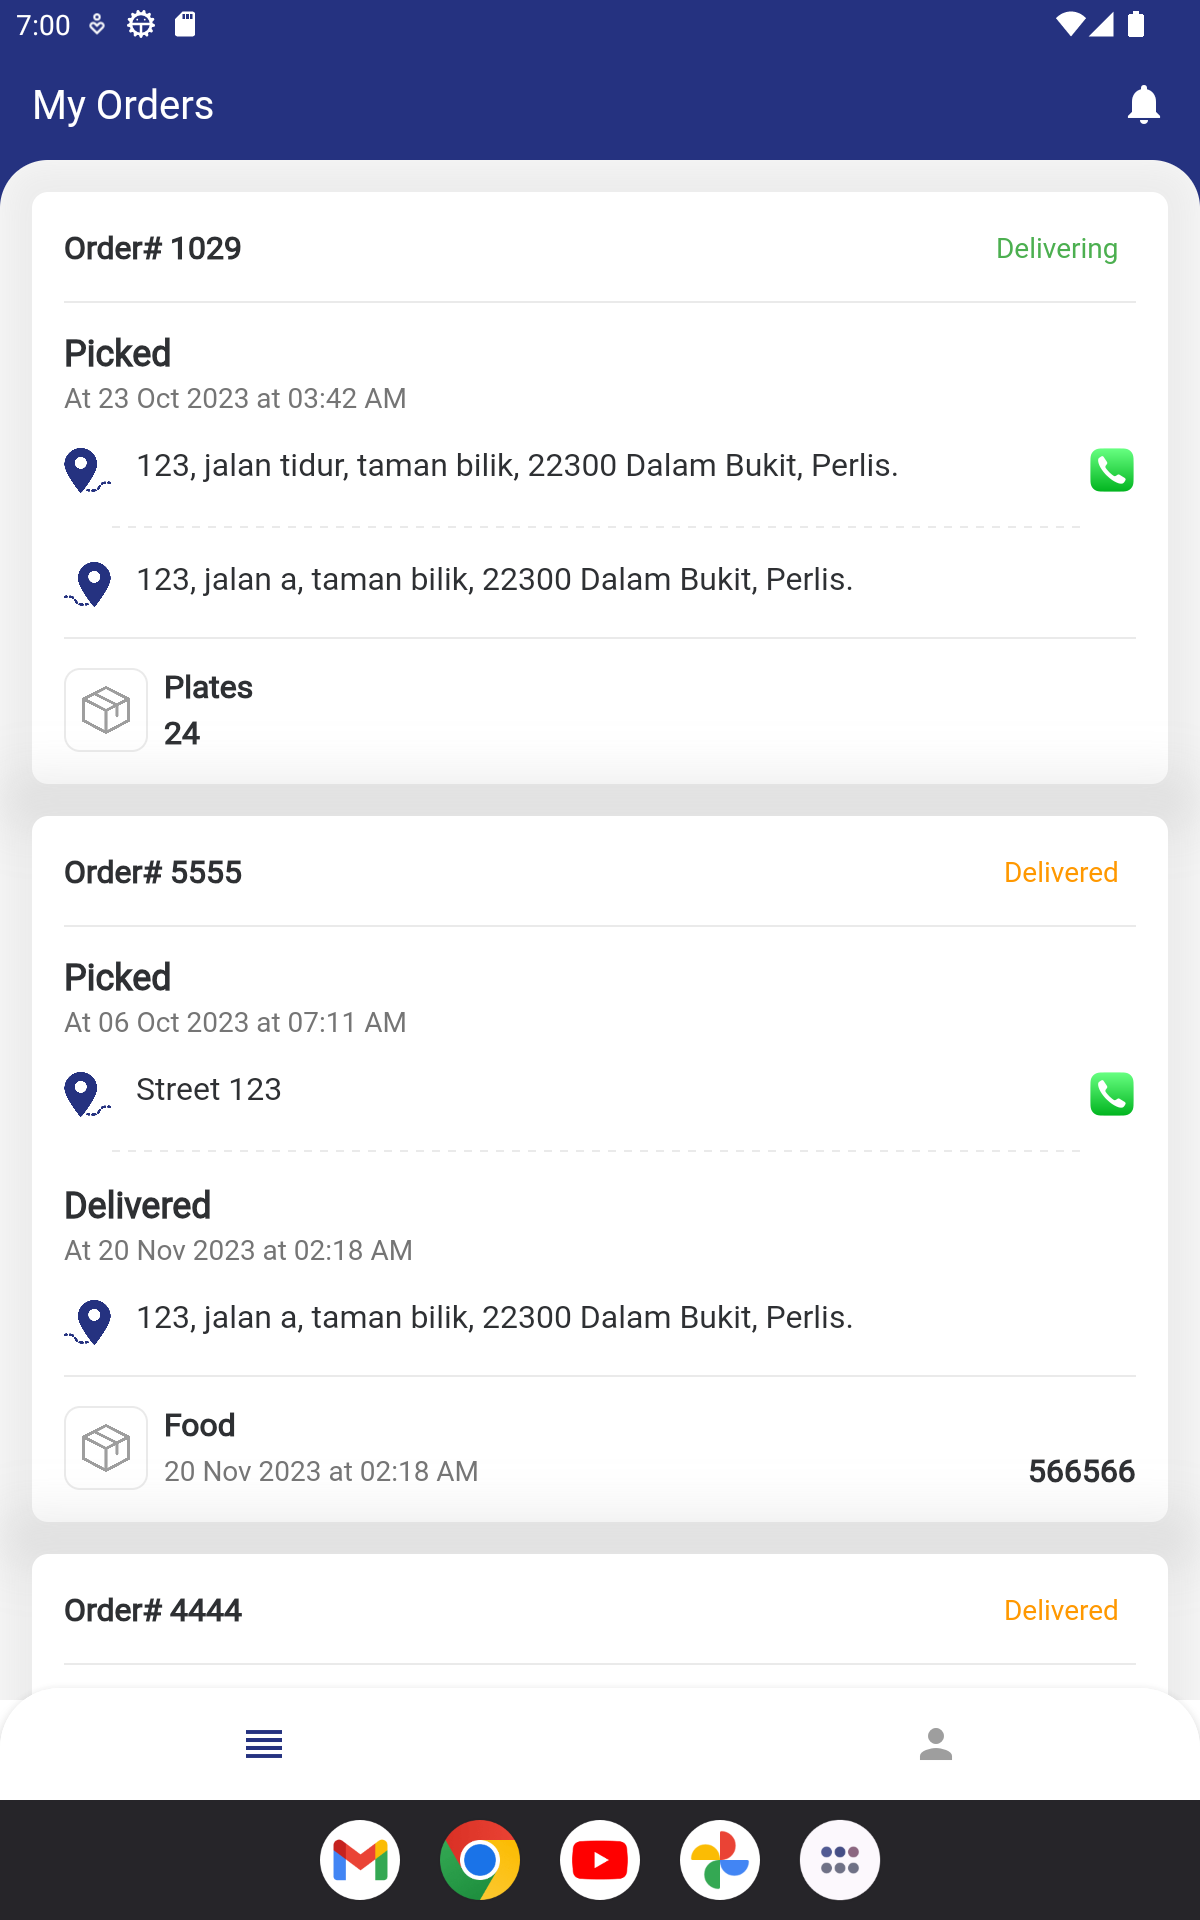 7:00
My Orders
Order# 1029
Delivering
Picked
At 23 Oct 2023 at 03:42 AM
123, jalan tidur, taman bilik, 22300 Dalam Bukit, Perlis.
123, jalan a, taman bilik, 22300 Dalam Bukit, Perlis.
Plates
24
Order# 5555
Delivered
Picked
At 06 Oct 2023 at 07:11 AM
Street 123
Delivered
At 20 Nov 2023 at 02:18 AM
123, jalan a, taman bilik, 22300 Dalam Bukit, Perlis.
Food
20 Nov 2023 at 02:18 AM
566566
Order# 4444
Delivered